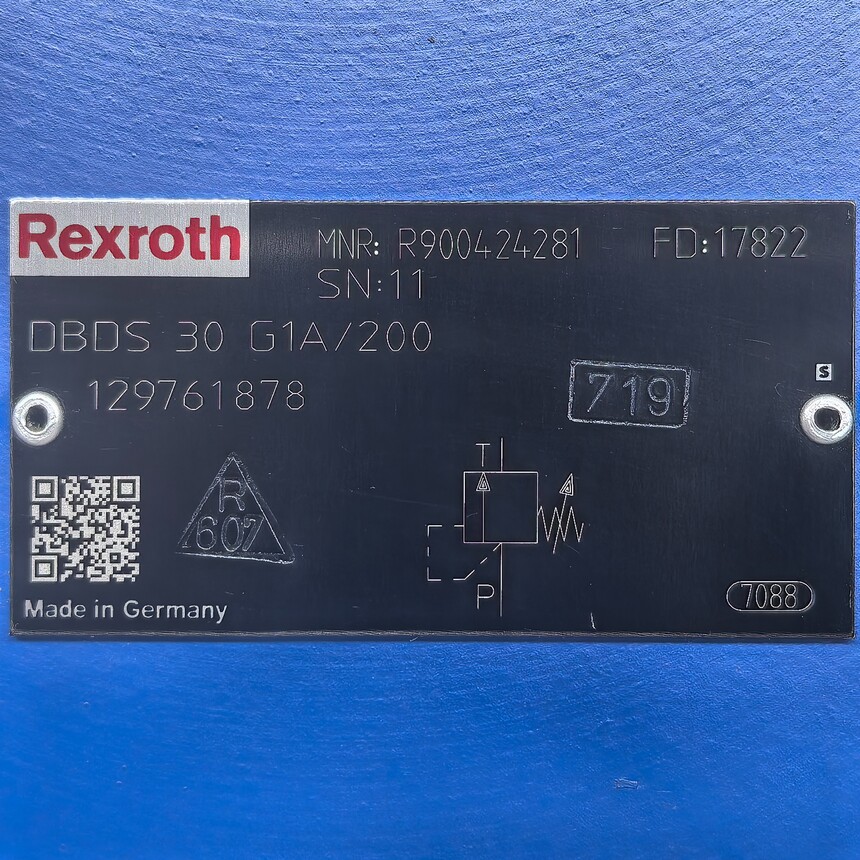 Rexroth
MNR: R900424281 FD:17822
SN:11
DBDS 30 G1A/200
129761878
719
S
R
607
T
P
7088
Made in Germany